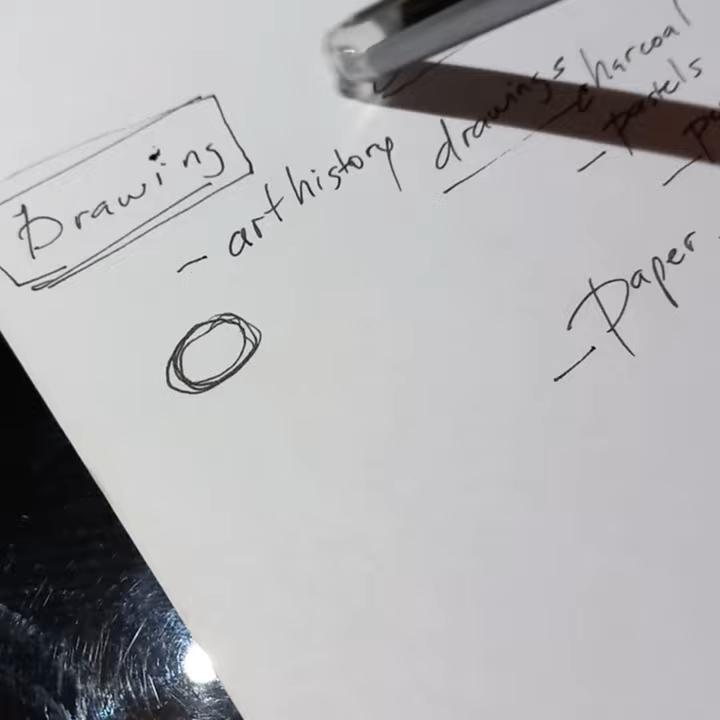 Drawing
- art history drawings
- charcoal
- pastels
- Paper